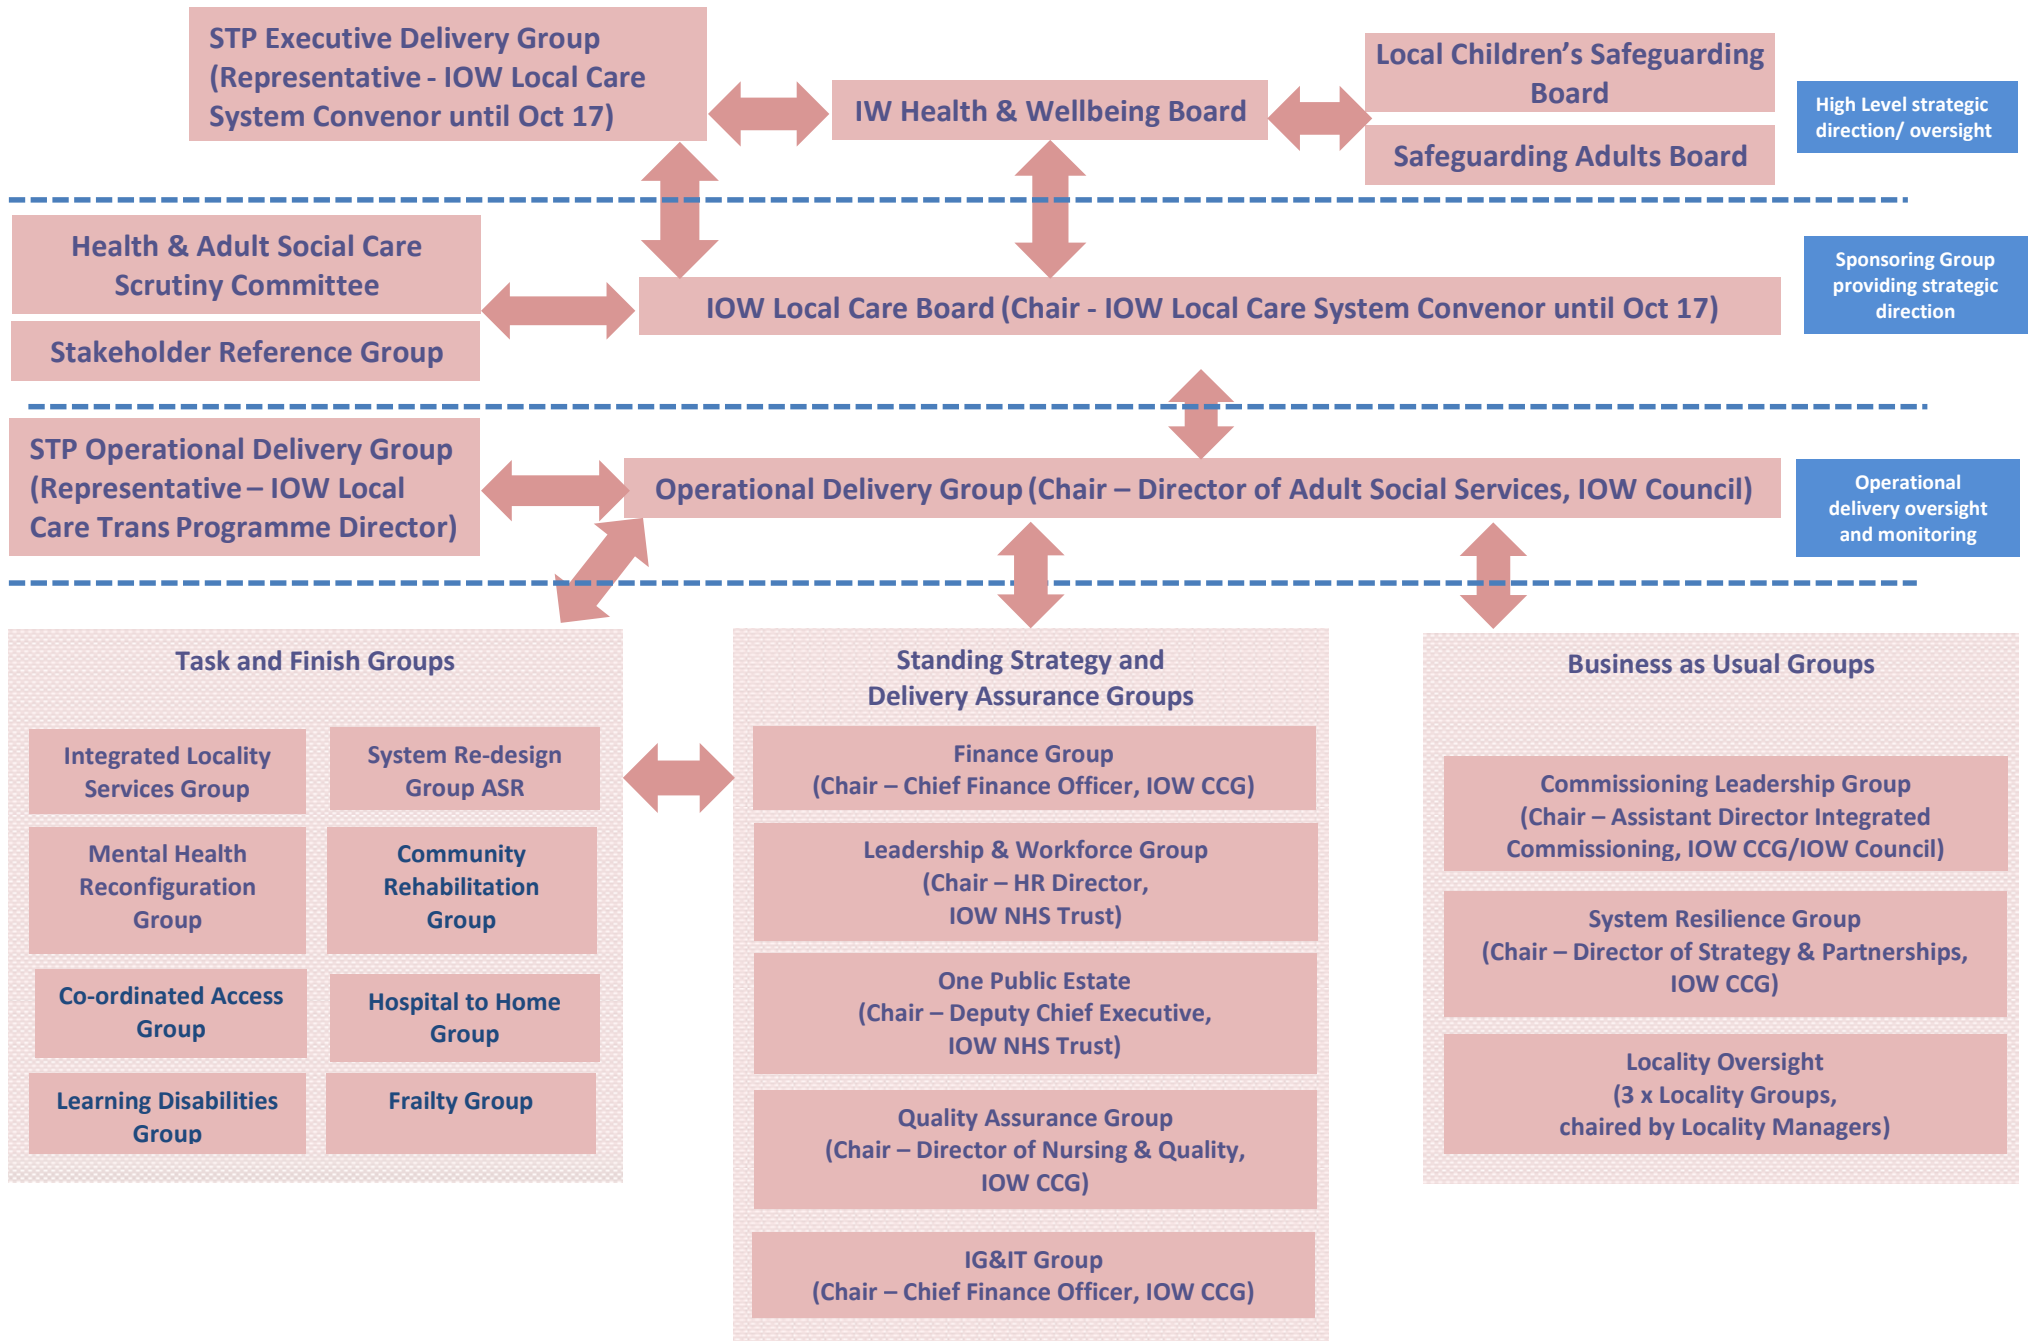 STP Executive Delivery Group
(Representative - IOW Local Care
System Convenor until Oct 17)
IW Health & Wellbeing Board
Local Children's Safeguarding
Board
Safeguarding Adults Board
High Level strategic
direction/ oversight
Health & Adult Social Care
Scrutiny Committee
Stakeholder Reference Group
IOW Local Care Board (Chair - IOW Local Care System Convenor until Oct 17)
Sponsoring Group
providing strategic
direction
STP Operational Delivery Group
(Representative – IOW Local
Care Trans Programme Director)
Operational Delivery Group (Chair – Director of Adult Social Services, IOW Council)
Operational
delivery oversight
and monitoring
Task and Finish Groups
Integrated Locality
Services Group
System Re-design
Group ASR
Mental Health
Reconfiguration
Group
Community
Rehabilitation
Group
Co-ordinated Access
Group
Hospital to Home
Group
Learning Disabilities
Group
Frailty Group
Standing Strategy and
Delivery Assurance Groups
Finance Group
(Chair – Chief Finance Officer, IOW CCG)
Leadership & Workforce Group
(Chair – HR Director,
IOW NHS Trust)
One Public Estate
(Chair – Deputy Chief Executive,
IOW NHS Trust)
Quality Assurance Group
(Chair – Director of Nursing & Quality,
IOW CCG)
IG&IT Group
(Chair – Chief Finance Officer, IOW CCG)
Business as Usual Groups
Commissioning Leadership Group
(Chair – Assistant Director Integrated
Commissioning, IOW CCG/IOW Council)
System Resilience Group
(Chair – Director of Strategy & Partnerships,
IOW CCG)
Locality Oversight
(3 x Locality Groups,
chaired by Locality Managers)